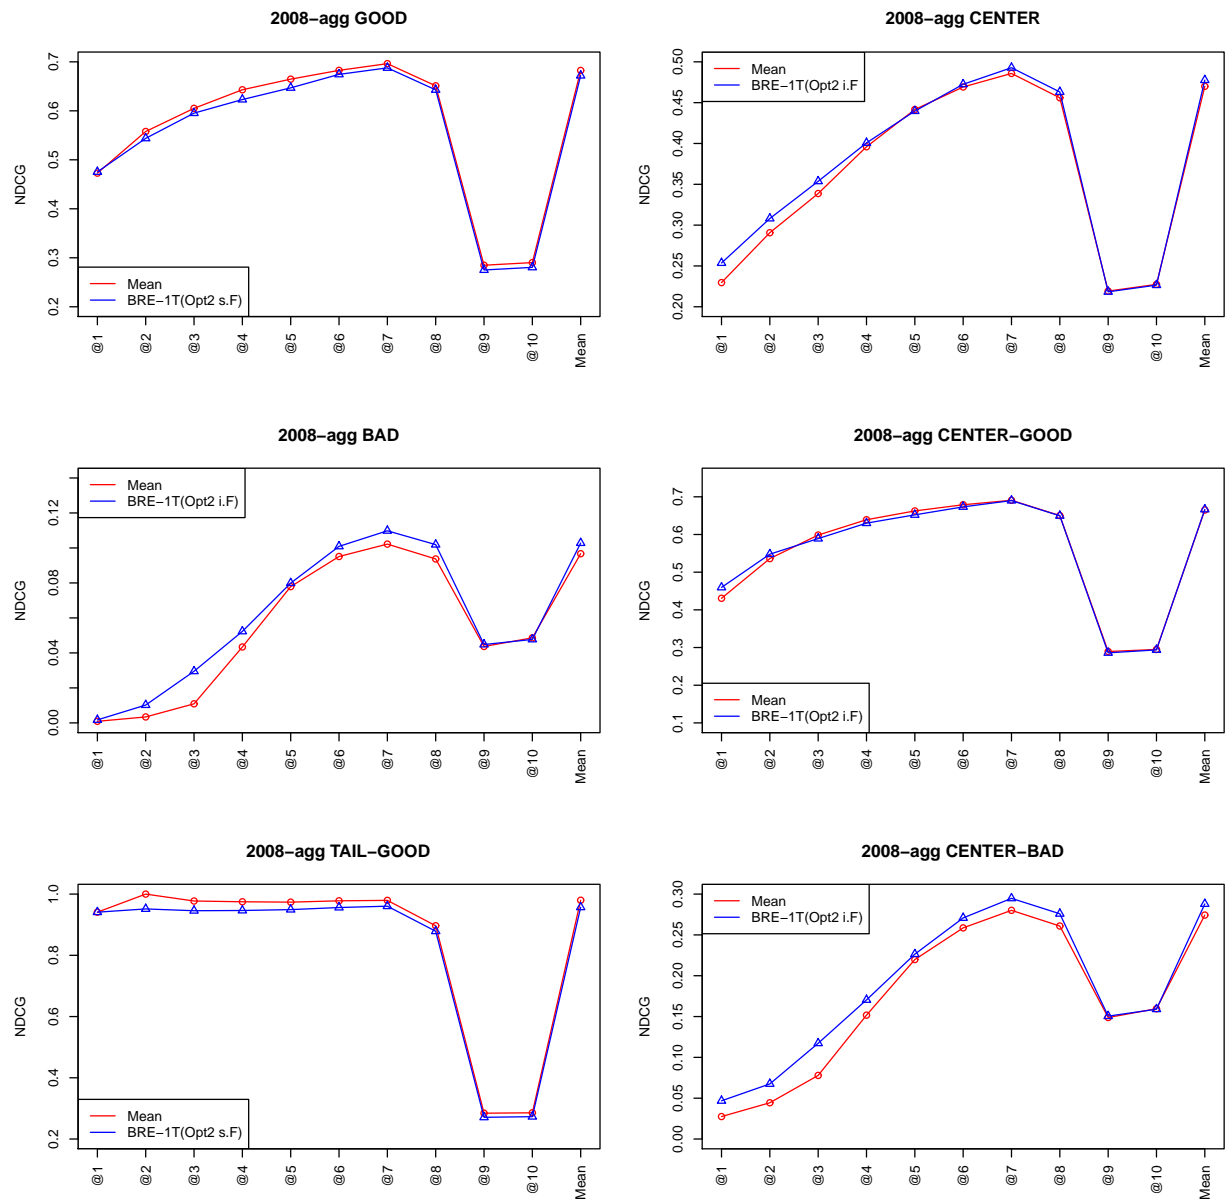 2008−agg GOOD
NDCG
0.7
0.6
0.5
0.4
0.3
0.2
Mean
BRE−1T(Opt2 s.F)
@1 @2 @3 @4 @5 @6 @7 @8 @9 @10 Mean
2008−agg CENTER
NDCG
0.50
0.45
0.40
0.35
0.30
0.25
0.20
Mean
BRE−1T(Opt2 i.F
@1 @2 @3 @4 @5 @6 @7 @8 @9 @10 Mean
2008−agg BAD
NDCG
0.12
0.08
0.04
0.00
Mean
BRE−1T(Opt2 i.F)
@1 @2 @3 @4 @5 @6 @7 @8 @9 @10 Mean
2008−agg CENTER−GOOD
NDCG
0.7
0.6
0.5
0.4
0.3
0.2
0.1
Mean
BRE−1T(Opt2 i.F)
@1 @2 @3 @4 @5 @6 @7 @8 @9 @10 Mean
2008−agg TAIL−GOOD
NDCG
1.0
0.8
0.6
0.4
0.2
Mean
BRE−1T(Opt2 s.F)
@1 @2 @3 @4 @5 @6 @7 @8 @9 @10 Mean
2008−agg CENTER−BAD
NDCG
0.30
0.25
0.20
0.15
0.10
0.05
0.00
Mean
BRE−1T(Opt2 i.F)
@1 @2 @3 @4 @5 @6 @7 @8 @9 @10 Mean